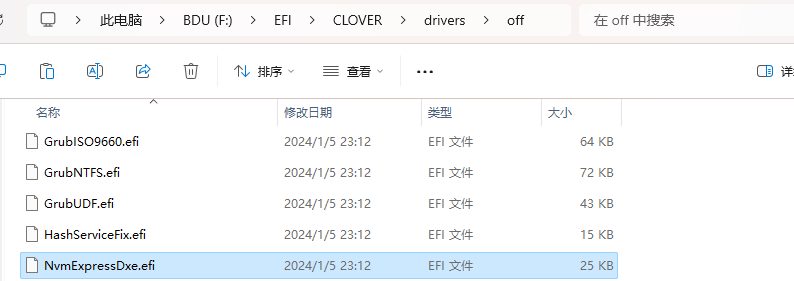 此电脑 > BDU (F:) > EFI > CLOVER > drivers > off 在 off 中搜索
排序 查看 ... 详
名称 修改日期 类型 大小
GrubISO9660.efi 2024/1/5 23:12 EFI 文件 64 KB
GrubNTFS.efi 2024/1/5 23:12 EFI 文件 72 KB
GrubUDF.efi 2024/1/5 23:12 EFI 文件 43 KB
HashServiceFix.efi 2024/1/5 23:12 EFI 文件 15 KB
NvmExpressDxe.efi 2024/1/5 23:12 EFI 文件 25 KB